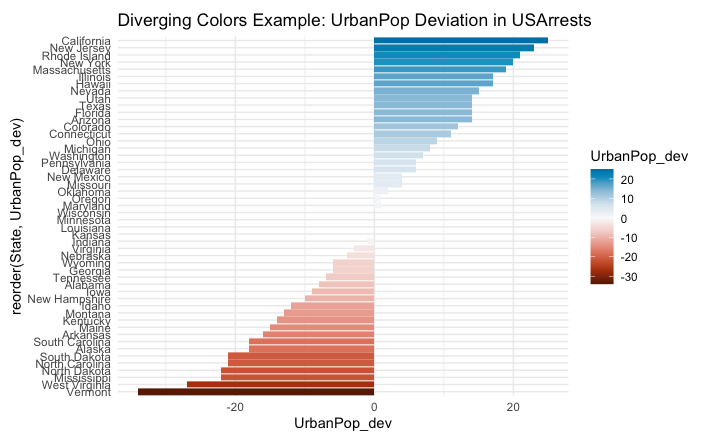 Diverging Colors Example: UrbanPop Deviation in USArrests
reorder(State, UrbanPop_dev)
California
New Jersey
Rhode Island
New York
Massachusetts
Illinois
Hawaii
Nevada
Utah
Texas
Florida
Arizona
Colorado
Connecticut
Ohio
Michigan
Washington
Pennsylvania
Delaware
New Mexico
Missouri
Oklahoma
Oregon
Maryland
Wisconsin
Minnesota
Louisiana
Kansas
Indiana
Virginia
Nebraska
Wyoming
Georgia
Tennessee
Alabama
Iowa
New Hampshire
Idaho
Montana
Kentucky
Maine
Arkansas
South Carolina
Alaska
South Dakota
North Carolina
North Dakota
Mississippi
West Virginia
Vermont
-20 0 20
UrbanPop_dev
UrbanPop_dev
20
10
0
-10
-20
-30